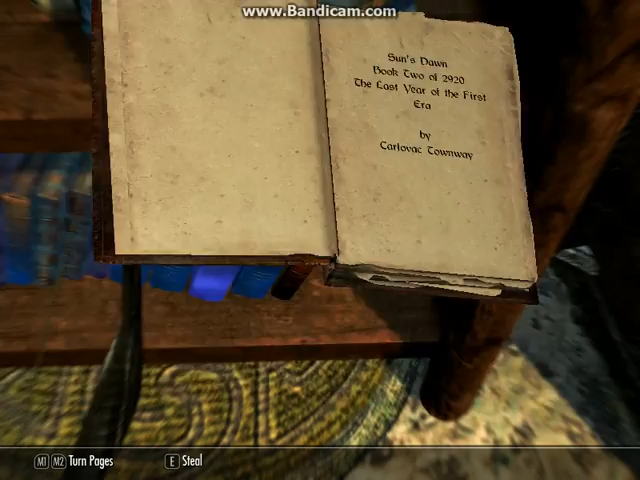 www.Bandicam.com
Sun's Dawn
Book Two of 2920
The Last Year of the First
Era
by
Carlovac Townway
M1 M2 Turn Pages
E Steal